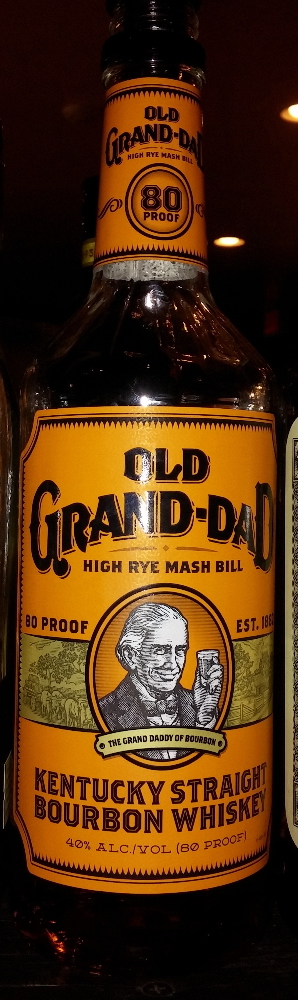 OLD
GRAND-DAD
HIGH RYE MASH BILL
80
PROOF
OLD
GRAND-DAD
HIGH RYE MASH BILL
80 PROOF
EST.
THE GRAND DADDY OF BOURBON
KENTUCKY STRAIGHT
BOURBON WHISKEY
40% ALC./VOL (80 PROOF)